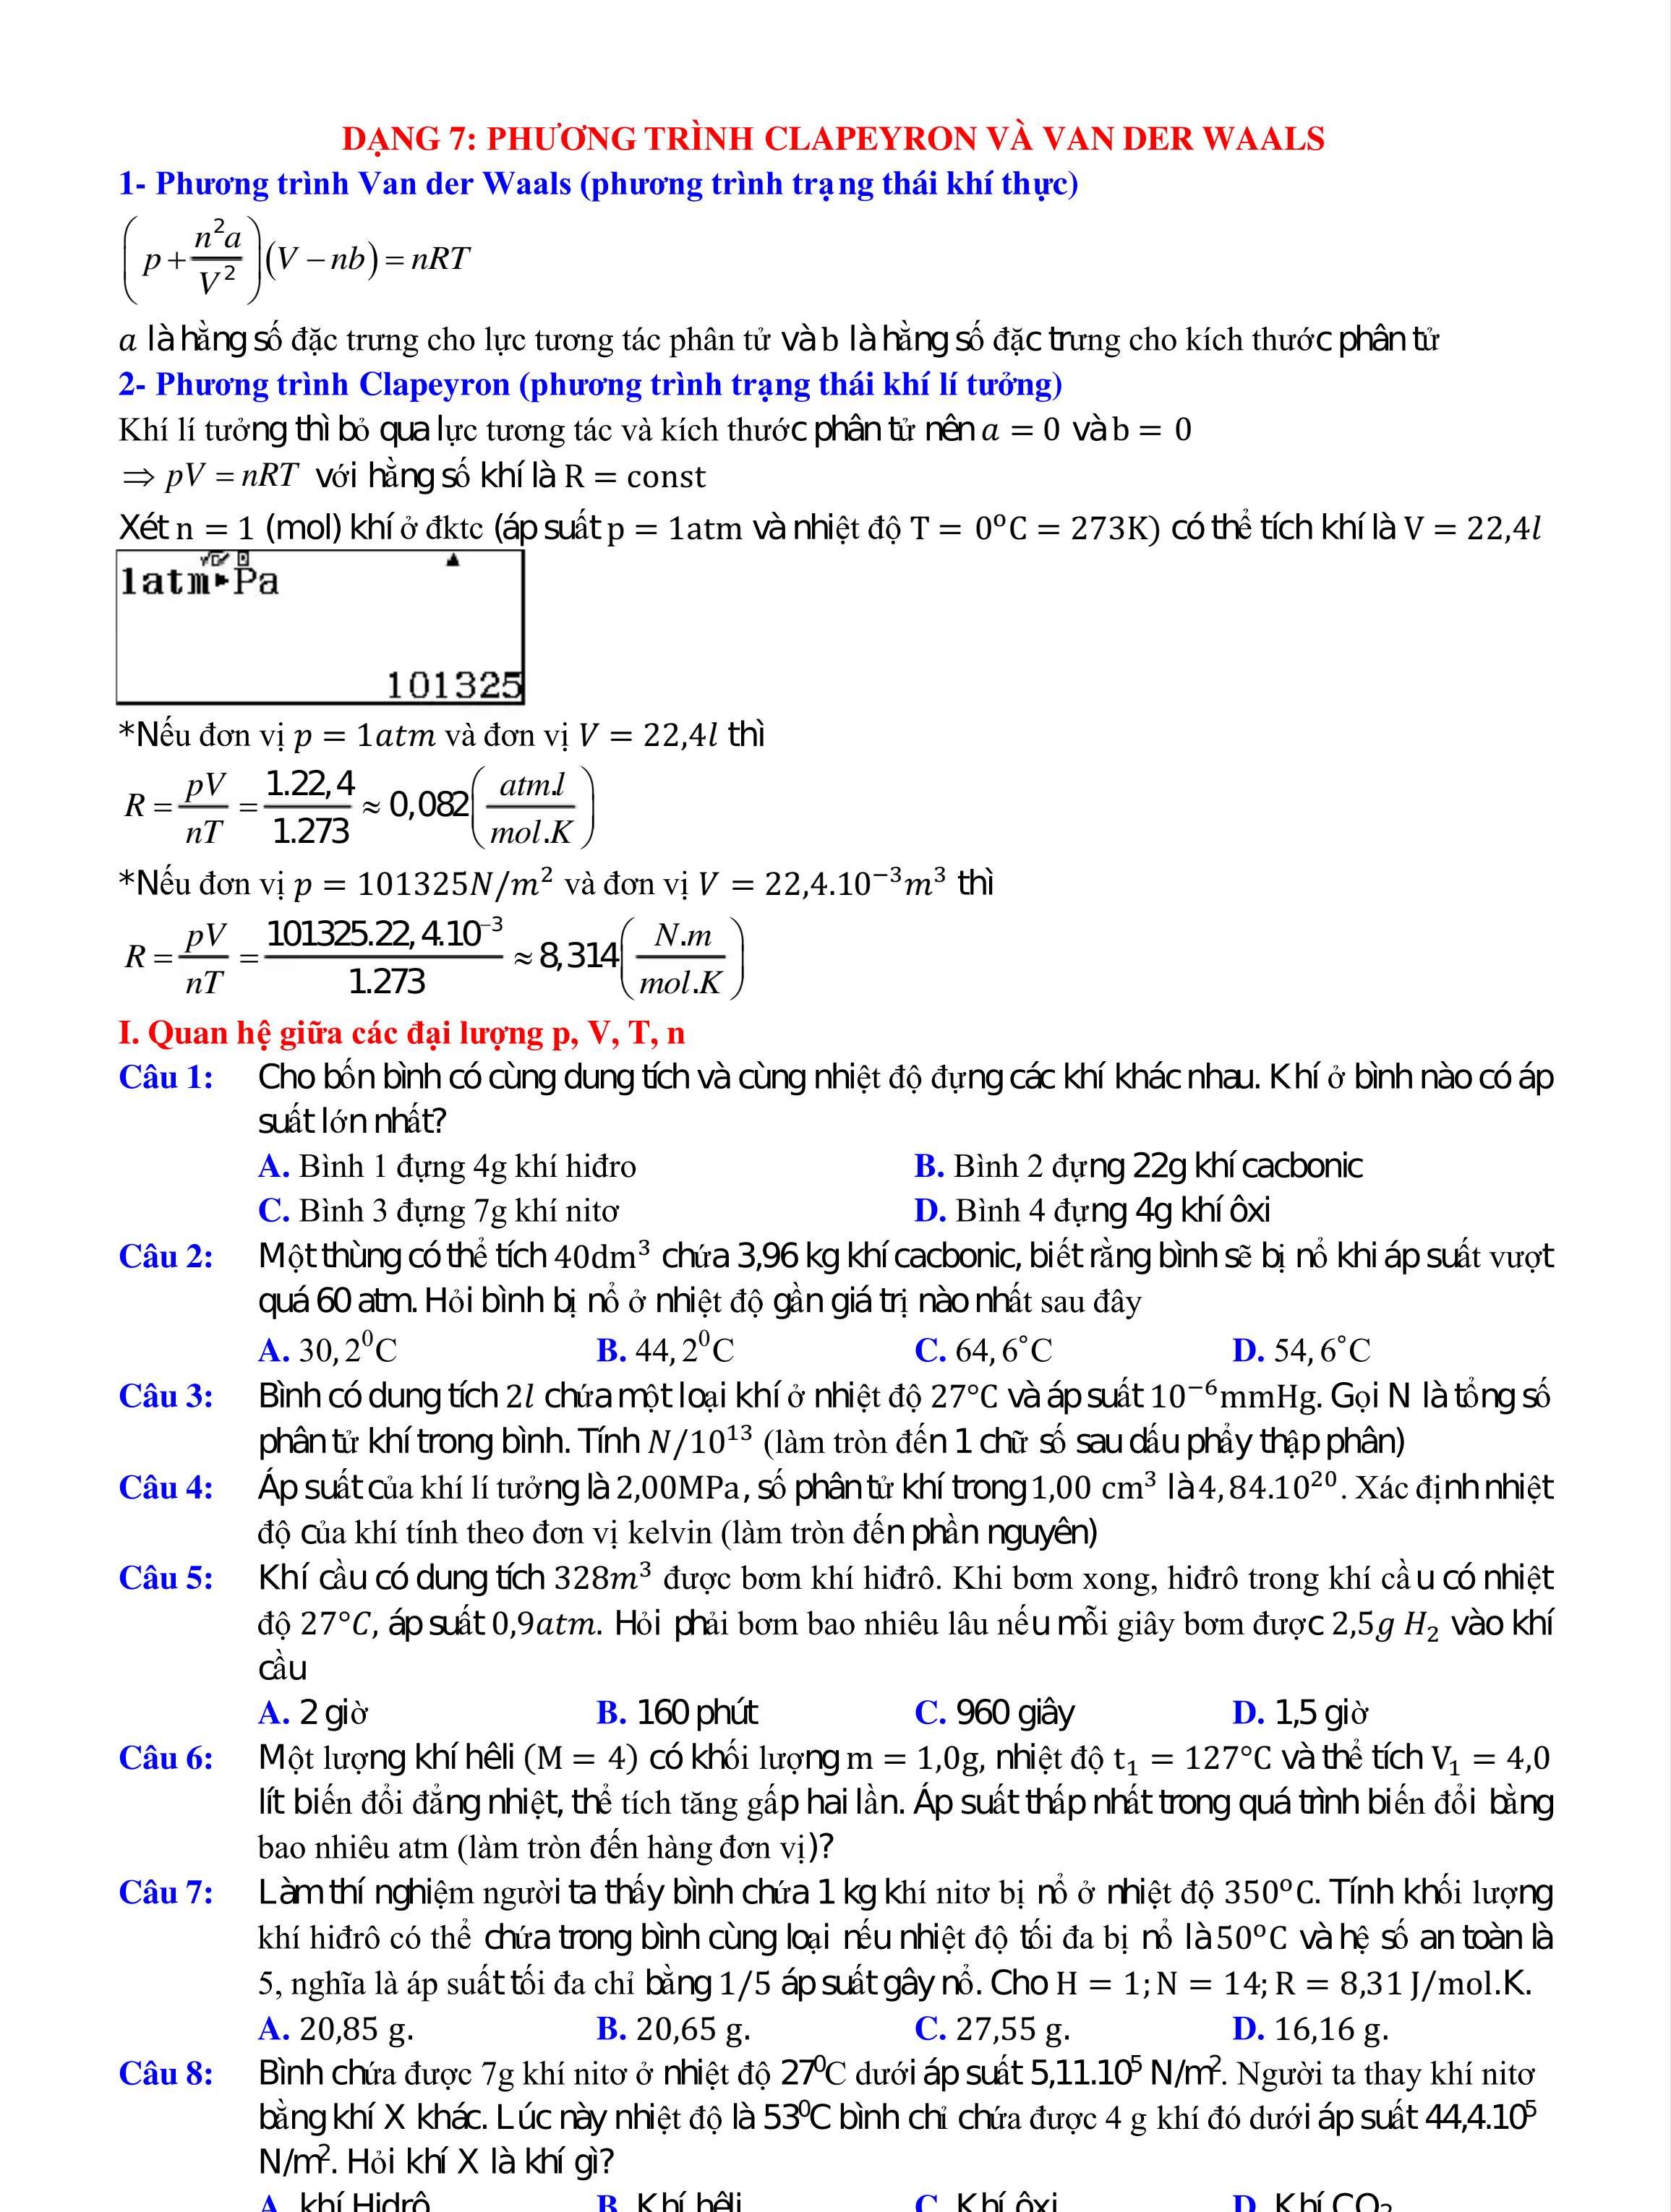 DẠNG 7: PHƯƠNG TRÌNH CLAPEYRON VÀ VAN DER WAALS
1- Phương trình Van der Waals (phương trình trạng thái khí thực)
(p + n²a/V²)(V − nb) = nRT
a là hằng số đặc trưng cho lực tương tác phân tử và b là hằng số đặc trưng cho kích thước phân tử
2- Phương trình Clapeyron (phương trình trạng thái khí lí tưởng)
Khí lí tưởng thì bỏ qua lực tương tác và kích thước phân tử nên a = 0 và b = 0
⇒ pV = nRT với hằng số khí là R = const
Xét n = 1 (mol) khí ở đktc (áp suất p = 1atm và nhiệt độ T = 0⁰C = 273K) có thể tích khí là V = 22,4l
1atm▸Pa
101325
*Nếu đơn vị p = 1atm và đơn vị V = 22,4l thì
R = pV/nT = 1.22,4/1.273 ≈ 0,082(atm.l/mol.K)
*Nếu đơn vị p = 101325N/m² và đơn vị V = 22,4.10⁻³m³ thì
R = pV/nT = 101325.22,4.10⁻³/1.273 ≈ 8,314(N.m/mol.K)
I. Quan hệ giữa các đại lượng p, V, T, n
Câu 1: Cho bốn bình có cùng dung tích và cùng nhiệt độ đựng các khí khác nhau. Khí ở bình nào có áp
suất lớn nhất?
A. Bình 1 đựng 4g khí hiđro B. Bình 2 đựng 22g khí cacbonic
C. Bình 3 đựng 7g khí nitơ D. Bình 4 đựng 4g khí ôxi
Câu 2: Một thùng có thể tích 40dm³ chứa 3,96 kg khí cacbonic, biết rằng bình sẽ bị nổ khi áp suất vượt
quá 60 atm. Hỏi bình bị nổ ở nhiệt độ gần giá trị nào nhất sau đây
A. 30,2⁰C B. 44,2⁰C C. 64,6°C D. 54,6°C
Câu 3: Bình có dung tích 2l chứa một loại khí ở nhiệt độ 27°C và áp suất 10⁻⁶mmHg. Gọi N là tổng số
phân tử khí trong bình. Tính N/10¹³ (làm tròn đến 1 chữ số sau dấu phẩy thập phân)
Câu 4: Áp suất của khí lí tưởng là 2,00MPa, số phân tử khí trong 1,00 cm³ là 4,84.10²⁰. Xác định nhiệt
độ của khí tính theo đơn vị kelvin (làm tròn đến phần nguyên)
Câu 5: Khí cầu có dung tích 328m³ được bơm khí hiđrô. Khi bơm xong, hiđrô trong khí cầu có nhiệt
độ 27°C, áp suất 0,9atm. Hỏi phải bơm bao nhiêu lâu nếu mỗi giây bơm được 2,5g H₂ vào khí
cầu
A. 2 giờ B. 160 phút C. 960 giây D. 1,5 giờ
Câu 6: Một lượng khí hêli (M = 4) có khối lượng m = 1,0g, nhiệt độ t₁ = 127°C và thể tích V₁ = 4,0
lít biến đổi đẳng nhiệt, thể tích tăng gấp hai lần. Áp suất thấp nhất trong quá trình biến đổi bằng
bao nhiêu atm (làm tròn đến hàng đơn vị)?
Câu 7: Làm thí nghiệm người ta thấy bình chứa 1 kg khí nitơ bị nổ ở nhiệt độ 350⁰C. Tính khối lượng
khí hiđrô có thể chứa trong bình cùng loại nếu nhiệt độ tối đa bị nổ là 50⁰C và hệ số an toàn là
5, nghĩa là áp suất tối đa chỉ bằng 1/5 áp suất gây nổ. Cho H = 1; N = 14; R = 8,31 J/mol.K.
A. 20,85 g. B. 20,65 g. C. 27,55 g. D. 16,16 g.
Câu 8: Bình chứa được 7g khí nitơ ở nhiệt độ 27⁰C dưới áp suất 5,11.10⁵ N/m². Người ta thay khí nitơ
bằng khí X khác. Lúc này nhiệt độ là 53⁰C bình chỉ chứa được 4 g khí đó dưới áp suất 44,4.10⁵
N/m². Hỏi khí X là khí gì?
A. khí Hiđrô B. Khí hêli C. Khí ôxi D. Khí CO₂